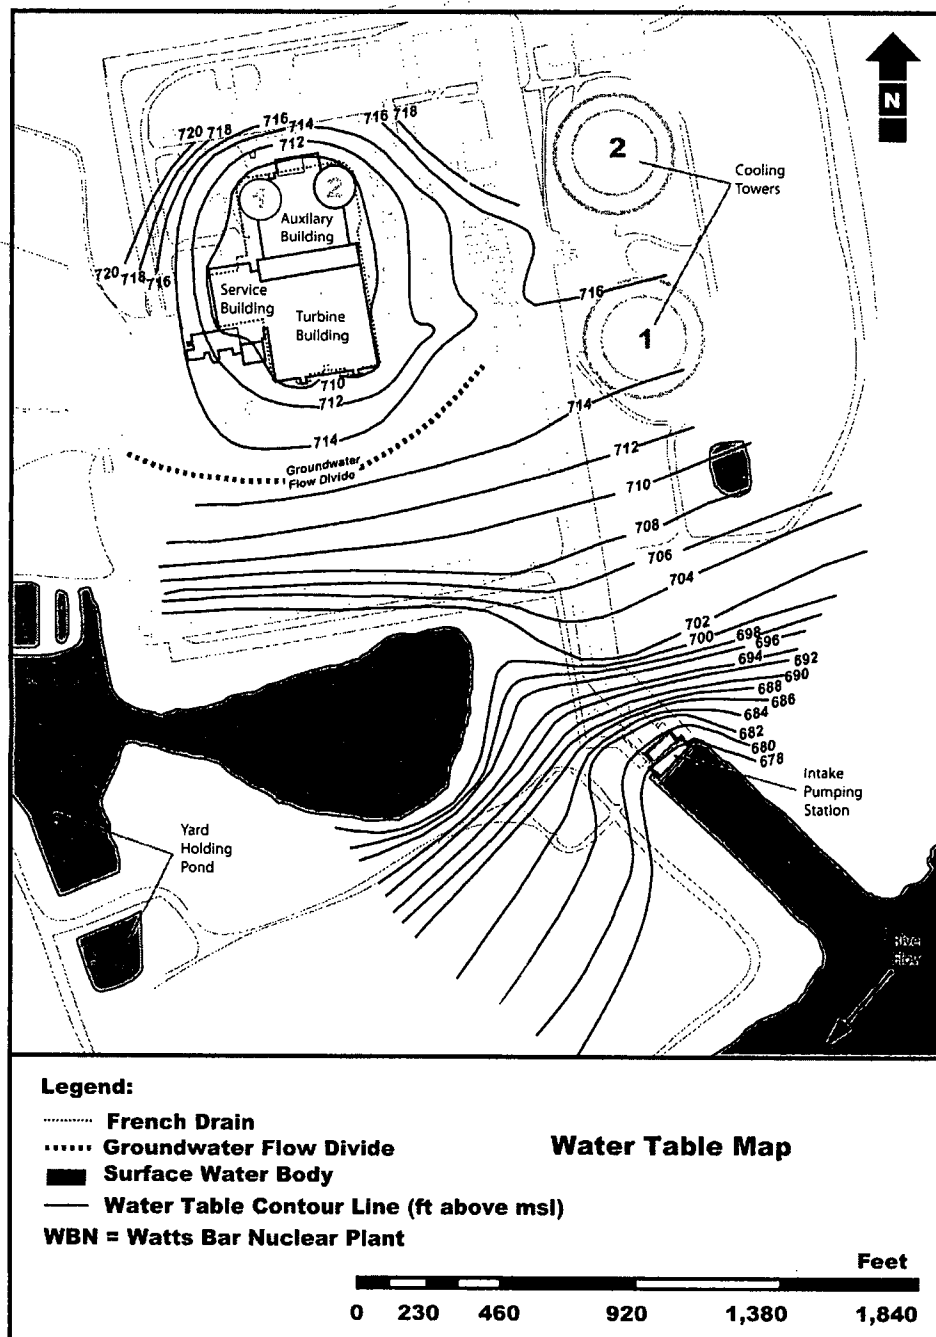 N
720
718
716
714
712
716
718
2
Cooling
Towers
1
2
Auxilary
Building
720
718
716
Service
Building
Turbine
Building
716
1
710
712
714
714
Groundwater
Flow Divide
712
710
708
706
704
702
700
698
696
694
692
690
688
686
684
682
680
678
Intake
Pumping
Station
Yard
Holding
Pond
River
Flow
Legend:
French Drain
Groundwater Flow Divide
Surface Water Body
Water Table Contour Line (ft above msl)
WBN = Watts Bar Nuclear Plant
Water Table Map
Feet
0 230 460 920 1,380 1,840